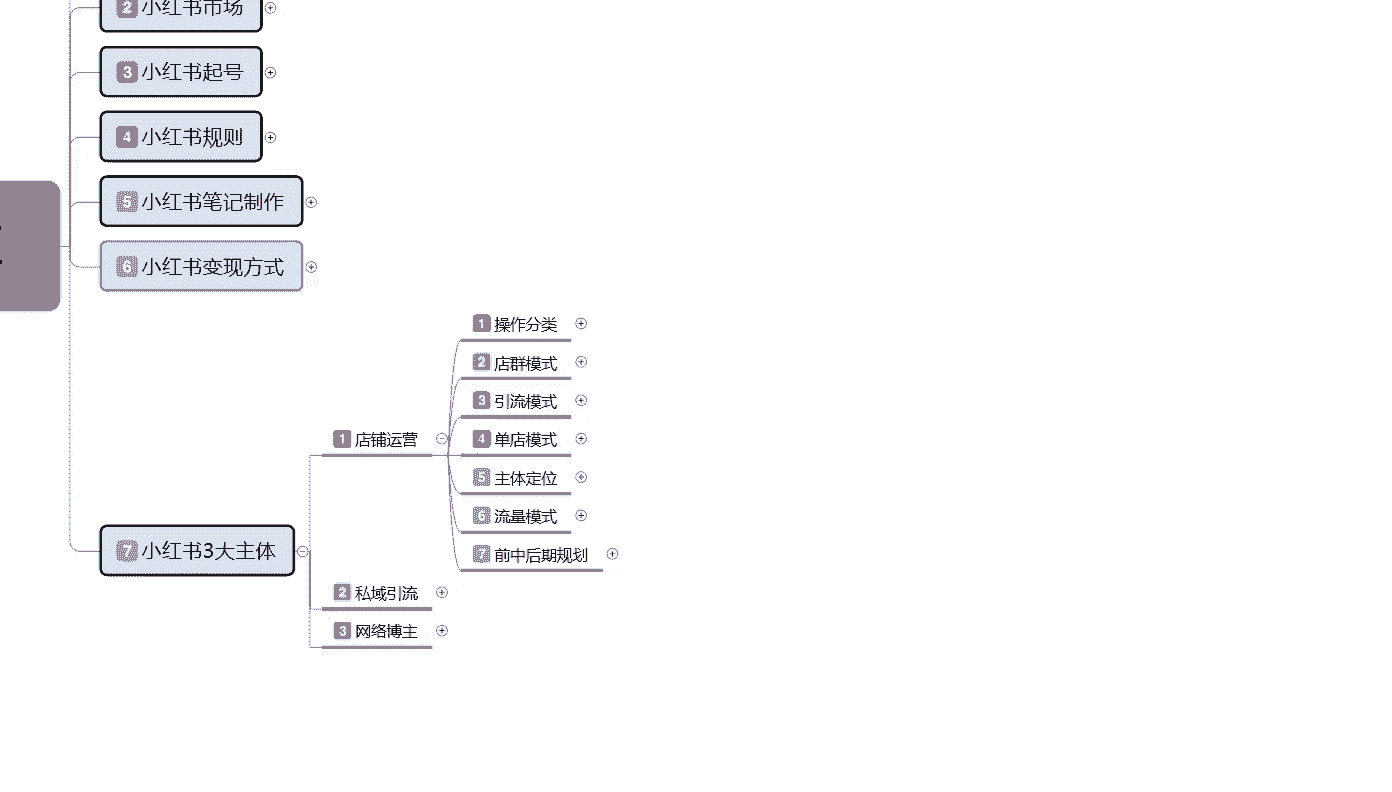 2 小红书市场
3 小红书起号
4 小红书规则
5 小红书笔记制作
6 小红书变现方式
7 小红书3大主体
1 店铺运营
1 操作分类
2 店群模式
3 引流模式
4 单店模式
5 主体定位
6 流量模式
7 前中后期规划
2 私域引流
3 网络博主